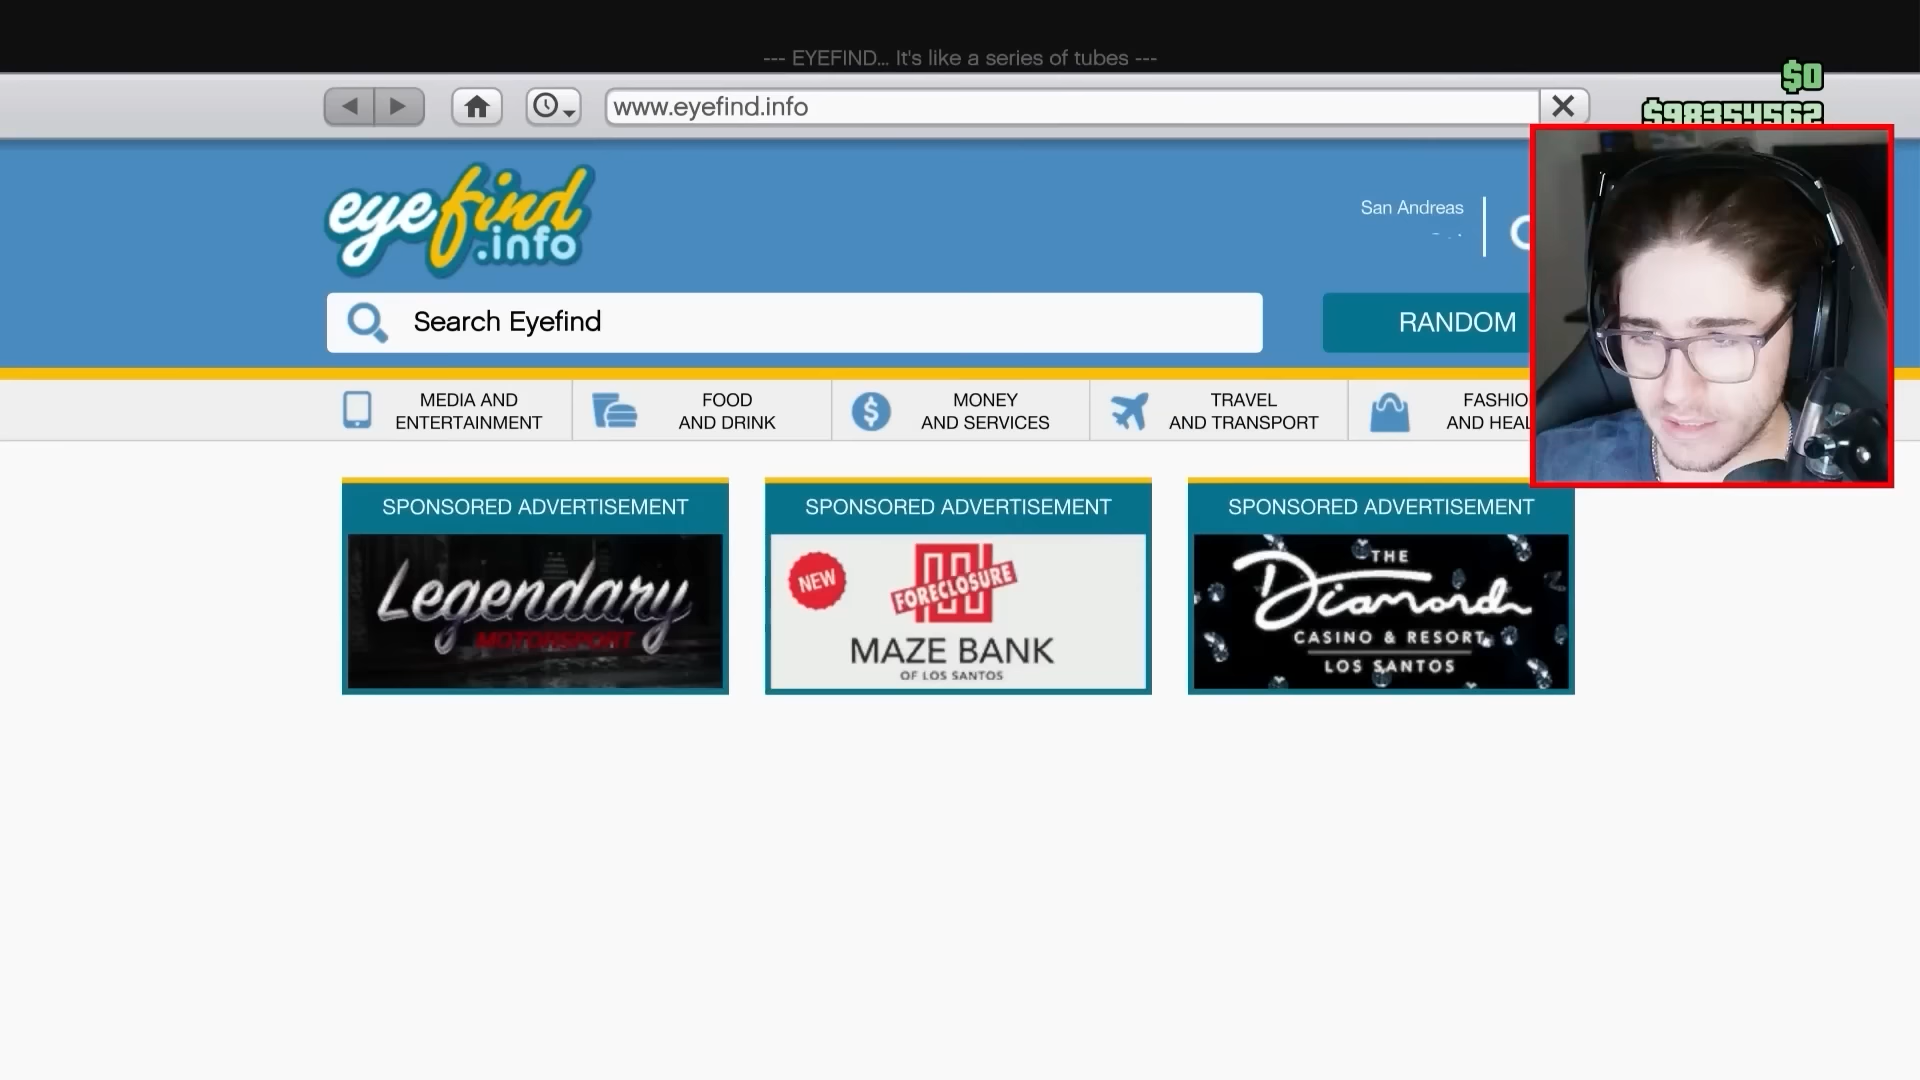 --- EYEFIND... It's like a series of tubes ---
$0
www.eyefind.info
$98354562
eyefind
.info
San Andreas
Search Eyefind
RANDOM
MEDIA AND
ENTERTAINMENT
FOOD
AND DRINK
MONEY
AND SERVICES
TRAVEL
AND TRANSPORT
FASHIO
AND HEAL
SPONSORED ADVERTISEMENT
Legendary
MOTORSPORT
SPONSORED ADVERTISEMENT
NEW
FORECLOSURE
MAZE BANK
OF LOS SANTOS
SPONSORED ADVERTISEMENT
THE
Diamond
CASINO & RESORT
LOS SANTOS